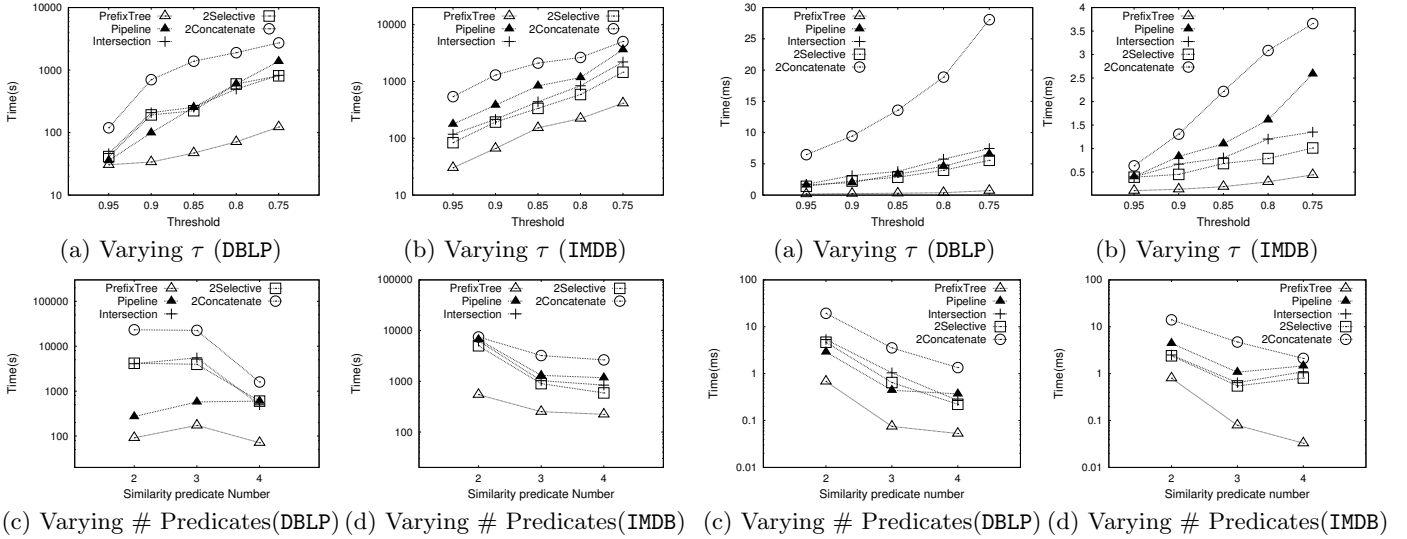 PrefixTree
Pipeline
Intersection
2Selective
2Concatenate
10000
1000
100
10
Time(s)
0.95 0.9 0.85 0.8 0.75
Threshold
(a) Varying τ (DBLP)
PrefixTree
Pipeline
Intersection
2Selective
2Concatenate
10000
1000
100
10
Time(s)
0.95 0.9 0.85 0.8 0.75
Threshold
(b) Varying τ (IMDB)
PrefixTree
Pipeline
Intersection
2Selective
2Concatenate
30
25
20
15
10
5
0
Time(ms)
0.95 0.9 0.85 0.8 0.75
Threshold
(a) Varying τ (DBLP)
PrefixTree
Pipeline
Intersection
2Selective
2Concatenate
4
3.5
3
2.5
2
1.5
1
0.5
Time(ms)
0.95 0.9 0.85 0.8 0.75
Threshold
(b) Varying τ (IMDB)
PrefixTree
Pipeline
Intersection
2Selective
2Concatenate
100000
10000
1000
100
Time(s)
2 3 4
Similarity predicate Number
(c) Varying # Predicates(DBLP)
PrefixTree
Pipeline
Intersection
2Selective
2Concatenate
100000
10000
1000
100
Time(s)
2 3 4
Similarity predicate Number
(d) Varying # Predicates(IMDB)
PrefixTree
Pipeline
Intersection
2Selective
2Concatenate
100
10
1
0.1
0.01
Time(ms)
2 3 4
Similarity predicate number
(c) Varying # Predicates(DBLP)
PrefixTree
Pipeline
Intersection
2Selective
2Concatenate
100
10
1
0.1
0.01
Time(ms)
2 3 4
Similarity predicate number
(d) Varying # Predicates(IMDB)